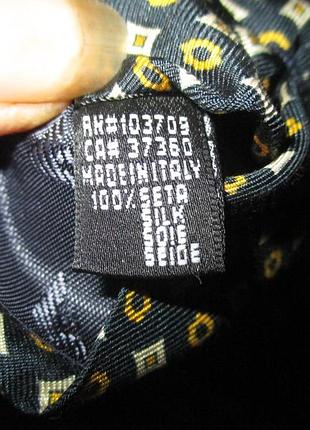 RN#103709
CA# 37360
MADE IN ITALY
100% SETA
SILK
SOIE
SEIDE